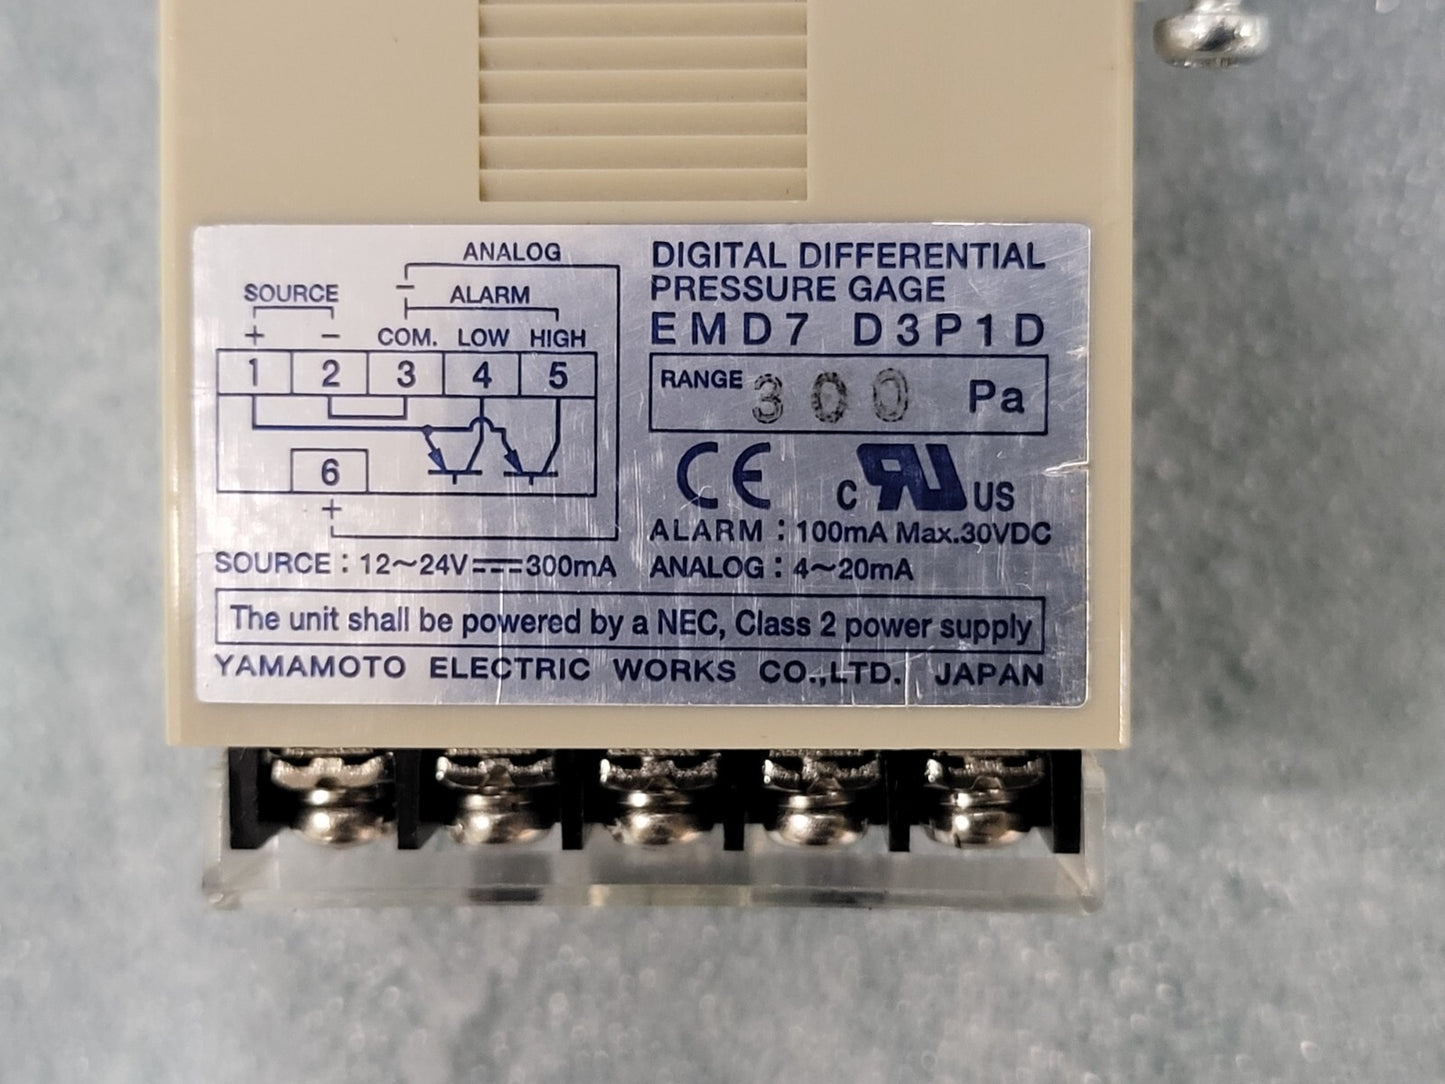 ANALOG
SOURCE
ALARM
+ − − COM. LOW HIGH
1 2 3 4 5
6
+
SOURCE : 12～24V⎓300mA
DIGITAL DIFFERENTIAL
PRESSURE GAGE
EMD7 D3P1D
RANGE 300 Pa
CE c RU US
ALARM : 100mA Max.30VDC
ANALOG : 4～20mA
The unit shall be powered by a NEC, Class 2 power supply
YAMAMOTO ELECTRIC WORKS CO.,LTD. JAPAN